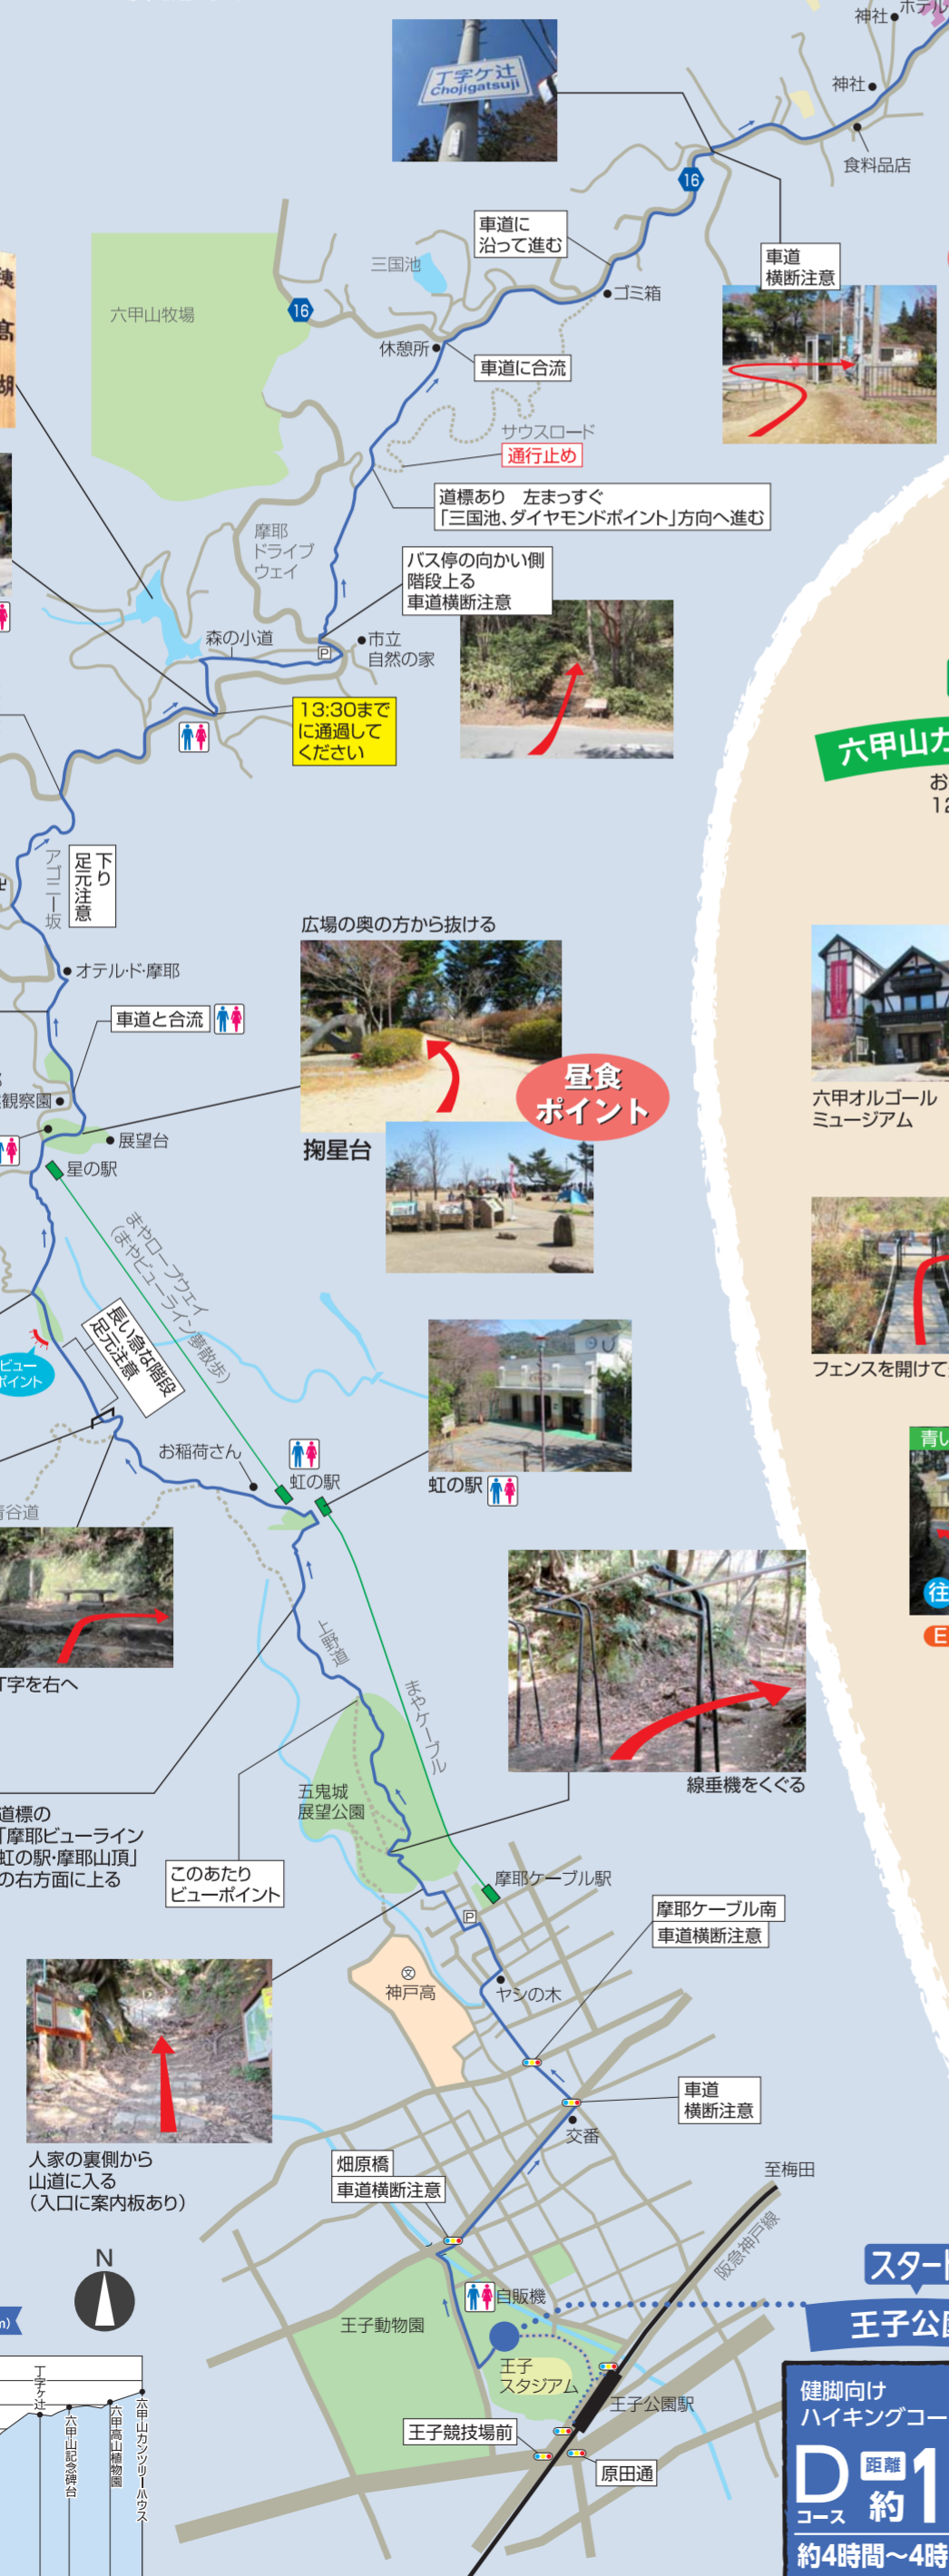 神社
ホテル
丁字ケ辻
Chojigatsuji
神社
食料品店
16
車道に
沿って進む
車道
横断注意
三国池
ゴミ箱
六甲山牧場
16
休憩所
車道に合流
穂
高
湖
サウスロード
通行止め
道標あり　左まっすぐ
「三国池、ダイヤモンドポイント」方向へ進む
摩耶
ドライブ
ウェイ
バス停の向かい側
階段上る
車道横断注意
森の小道
P
市立
自然の家
13:30まで
に通過して
ください
六甲山カ
お
12
アゴニー坂
下り
足元注意
広場の奥の方から抜ける
オテル・ド・摩耶
車道と合流
昼食
ポイント
観察園
展望台
掬星台
星の駅
六甲オルゴール
ミュージアム
まやロープウェイ
(まやビューライン夢散歩)
長い急な階段
足元注意
ビュー
ポイント
フェンスを開けて
お稲荷さん
虹の駅
虹の駅
青谷道
青い
往
E
丁字を右へ
上野道
まやケーブル
線垂機をくぐる
五鬼城
展望公園
道標の
「摩耶ビューライン
虹の駅・摩耶山頂」
の右方面に上る
このあたり
ビューポイント
摩耶ケーブル駅
P
摩耶ケーブル南
車道横断注意
文
神戸高
ヤシの木
車道
横断注意
交番
人家の裏側から
山道に入る
(入口に案内板あり)
畑原橋
車道横断注意
至梅田
阪急神戸線
N
スタート
自販機
王子動物園
王子公園
m)
王子
スタジアム
王子公園駅
王子競技場前
原田通
丁字ヶ辻
六甲山記念碑台
六甲高山植物園
六甲山カンツリーハウス
健脚向け
ハイキングコー
D
コース
距離
約1
約4時間～4時